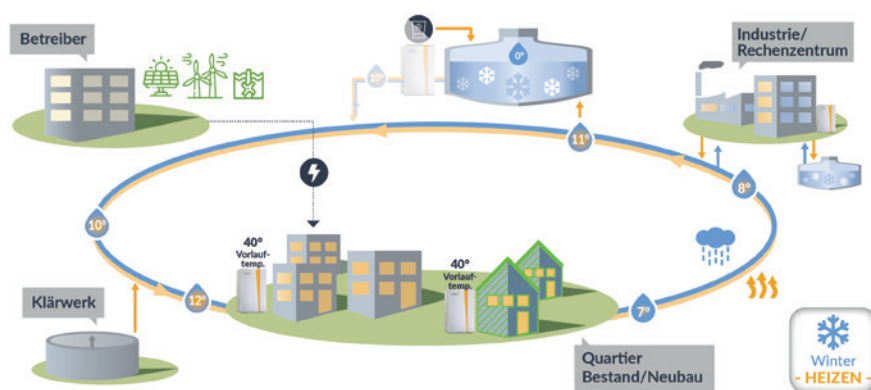 Betreiber
0°
10°
Industrie/
Rechenzentrum
11°
8°
10°
40°
Vorlauf-
temp.
40°
Vorlauf-
temp.
12°
7°
Klärwerk
Quartier
Bestand/Neubau
Winter
- HEIZEN -